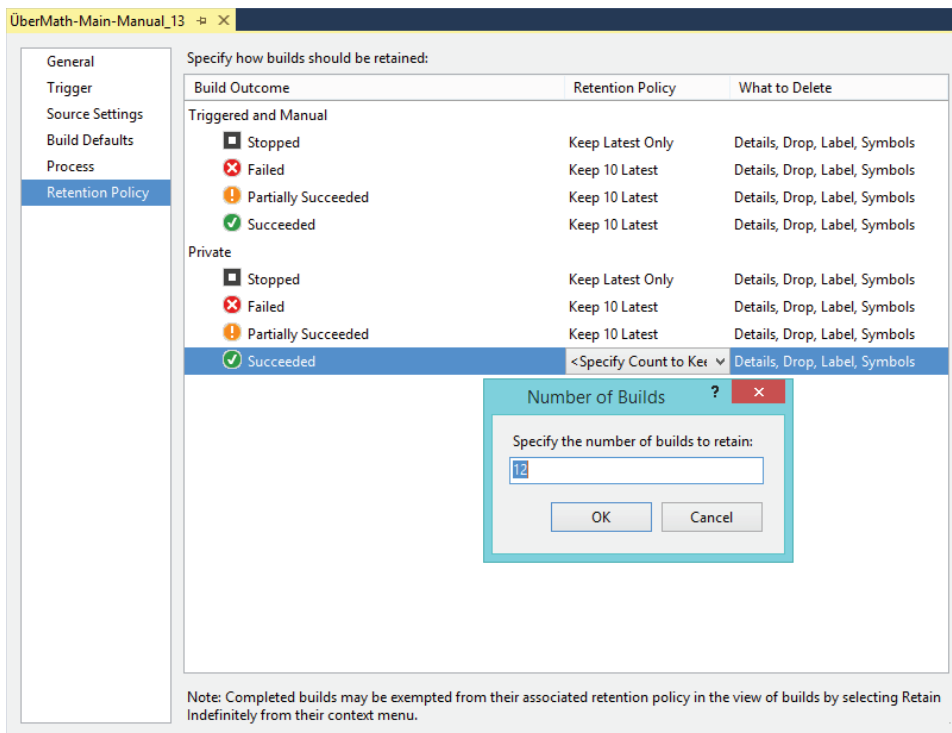 ÜberMath-Main-Manual_13
General
Trigger
Source Settings
Build Defaults
Process
Retention Policy
Specify how builds should be retained:
Build Outcome Retention Policy What to Delete
Triggered and Manual
Stopped Keep Latest Only Details, Drop, Label, Symbols
Failed Keep 10 Latest Details, Drop, Label, Symbols
Partially Succeeded Keep 10 Latest Details, Drop, Label, Symbols
Succeeded Keep 10 Latest Details, Drop, Label, Symbols
Private
Stopped Keep Latest Only Details, Drop, Label, Symbols
Failed Keep 10 Latest Details, Drop, Label, Symbols
Partially Succeeded Keep 10 Latest Details, Drop, Label, Symbols
Succeeded <Specify Count to Kee Details, Drop, Label, Symbols
Number of Builds ?
Specify the number of builds to retain:
12
OK Cancel
Note: Completed builds may be exempted from their associated retention policy in the view of builds by selecting Retain
Indefinitely from their context menu.